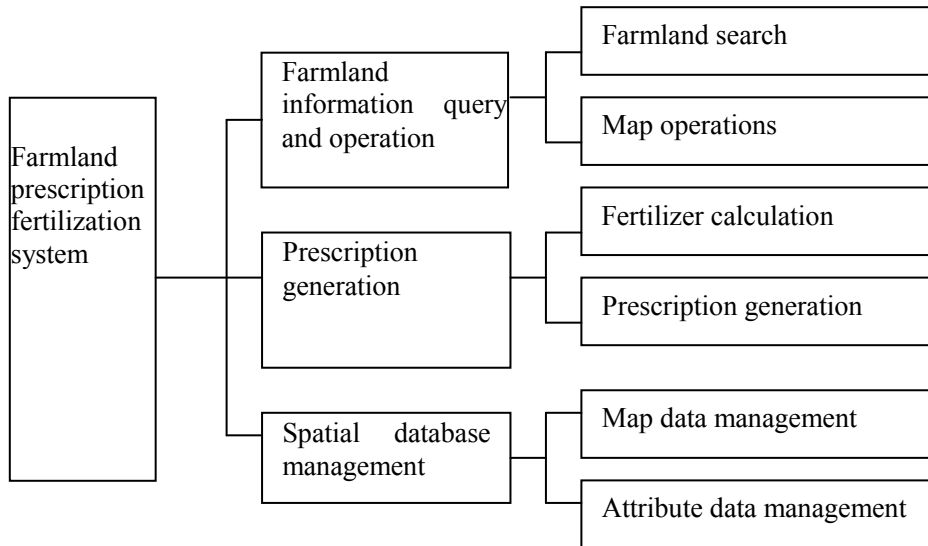 Farmland
prescription
fertilization
system
Farmland
information query
and operation
Farmland search
Map operations
Prescription
generation
Fertilizer calculation
Prescription generation
Spatial database
management
Map data management
Attribute data management